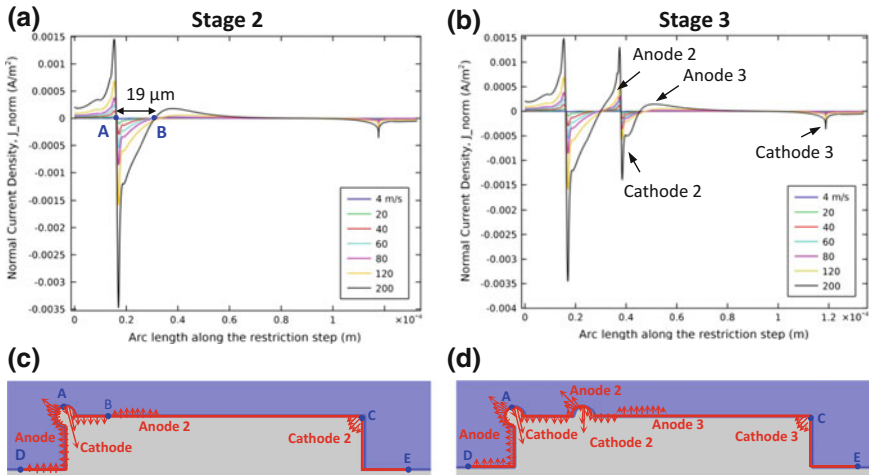 (a) Stage 2
Normal Current Density, J_norm (A/m²)
0.0015
0.001
0.0005
0
-0.0005
-0.001
-0.0015
-0.002
-0.0025
-0.003
-0.0035
19 μm
A
B
4 m/s
20
40
60
80
120
200
0 0.2 0.4 0.6 0.8 1 1.2 ×10⁻⁴
Arc length along the restriction step (m)
(b) Stage 3
Normal Current Density, J_norm (A/m²)
0.0015
0.001
0.0005
0
-0.0005
-0.001
-0.0015
-0.002
-0.0025
-0.003
-0.0035
-0.004
Anode 2
Anode 3
Cathode 3
Cathode 2
4 m/s
20
40
60
80
120
200
0 0.2 0.4 0.6 0.8 1 1.2 ×10⁻⁴
Arc length along the restriction step (m)
(c)
A
B
C
Anode
Anode 2
Cathode
Cathode 2
D
E
(d)
A
Anode 2
C
Anode
Cathode
Anode 3
Cathode 2
Cathode 3
D
E